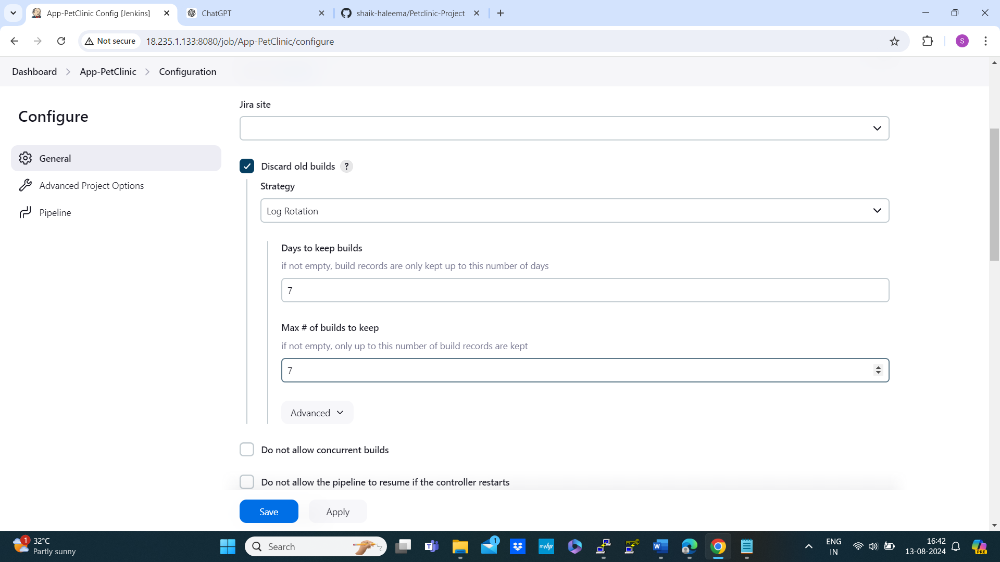 App-PetClinic Config [Jenkins]
ChatGPT
shaik-haleema/Petclinic-Project
Not secure
18.235.1.133:8080/job/App-PetClinic/configure
S
Dashboard
App-PetClinic
Configuration
Configure
General
Advanced Project Options
Pipeline
Jira site
Discard old builds ?
Strategy
Log Rotation
Days to keep builds
if not empty, build records are only kept up to this number of days
7
Max # of builds to keep
if not empty, only up to this number of build records are kept
7
Advanced
Do not allow concurrent builds
Do not allow the pipeline to resume if the controller restarts
Save
Apply
1
32°C
Partly sunny
Search
1
myhp
W
ENG
IN
16:42
13-08-2024
PRE